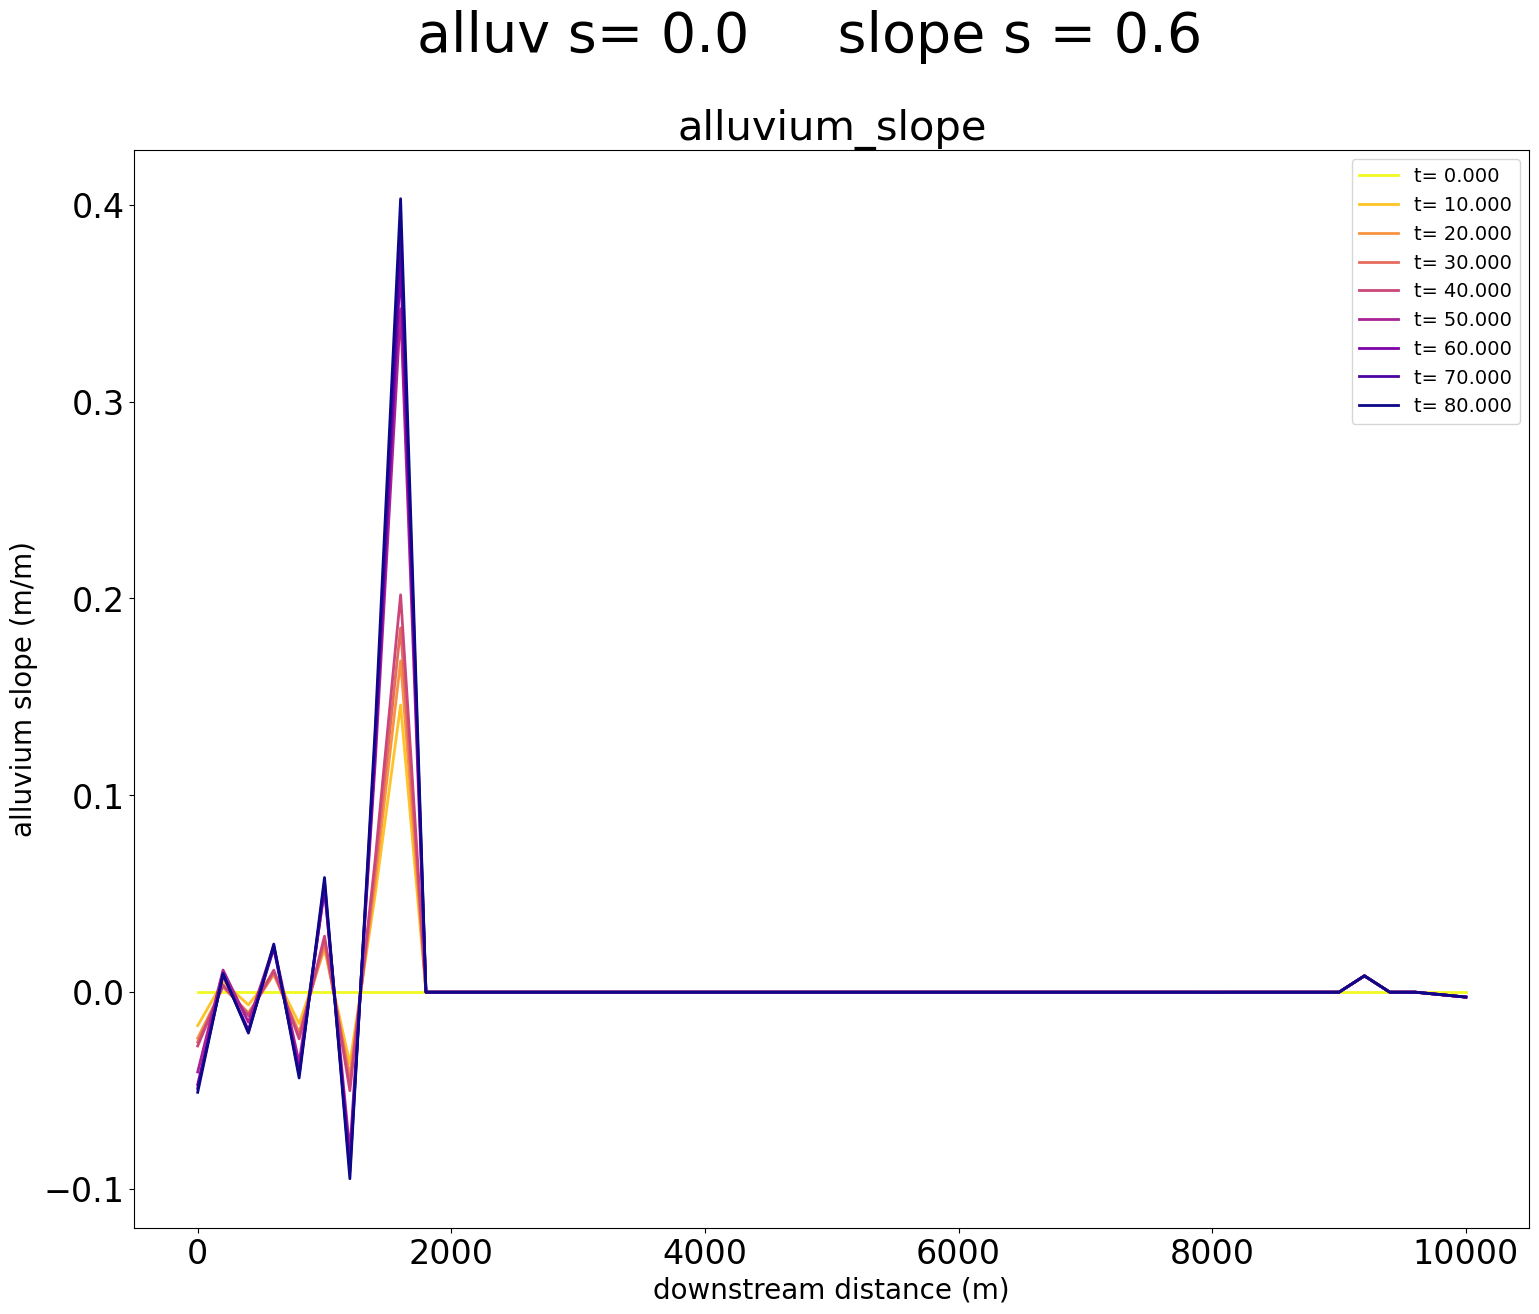 alluv s= 0.0     slope s = 0.6
alluvium_slope
t= 0.000
t= 10.000
t= 20.000
t= 30.000
t= 40.000
t= 50.000
t= 60.000
t= 70.000
t= 80.000
alluvium slope (m/m)
0.4
0.3
0.2
0.1
0.0
−0.1
0 2000 4000 6000 8000 10000
downstream distance (m)